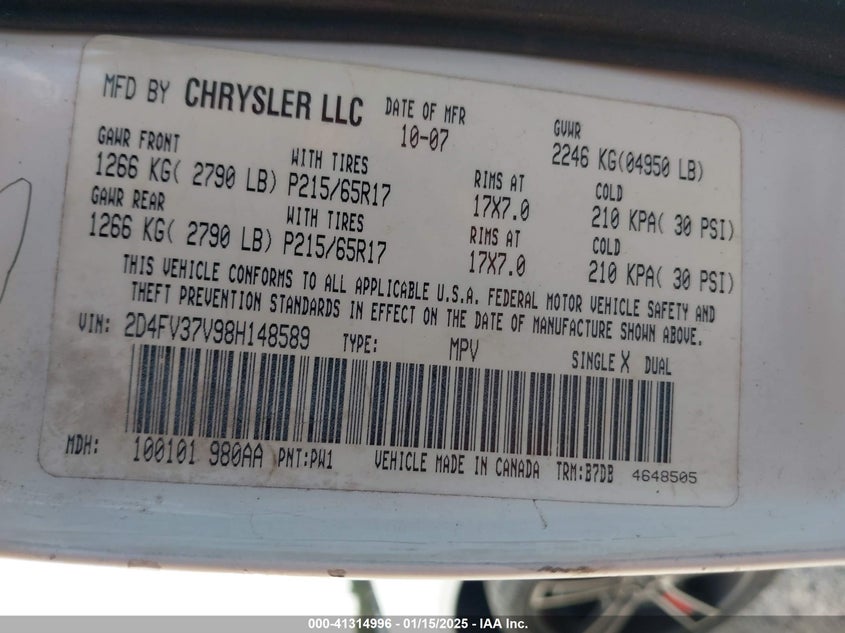 MFD BY CHRYSLER LLC DATE OF MFR GVWR
10-07 2246 KG(04950 LB)
GAWR FRONT WITH TIRES RIMS AT COLD
1266 KG( 2790 LB) P215/65R17 17X7.0 210 KPA( 30 PSI)
GAWR REAR WITH TIRES RIMS AT COLD
1266 KG( 2790 LB) P215/65R17 17X7.0 210 KPA( 30 PSI)
THIS VEHICLE CONFORMS TO ALL APPLICABLE U.S.A. FEDERAL MOTOR VEHICLE SAFETY AND
THEFT PREVENTION STANDARDS IN EFFECT ON THE DATE OF MANUFACTURE SHOWN ABOVE.
VIN: 2D4FV37V98H148589 TYPE: MPV SINGLE X DUAL
MDH: 100101 980AA PNT:PW1 VEHICLE MADE IN CANADA TRM:B7DB 4648505
000-41314996 — 01/15/2025 — IAA Inc.